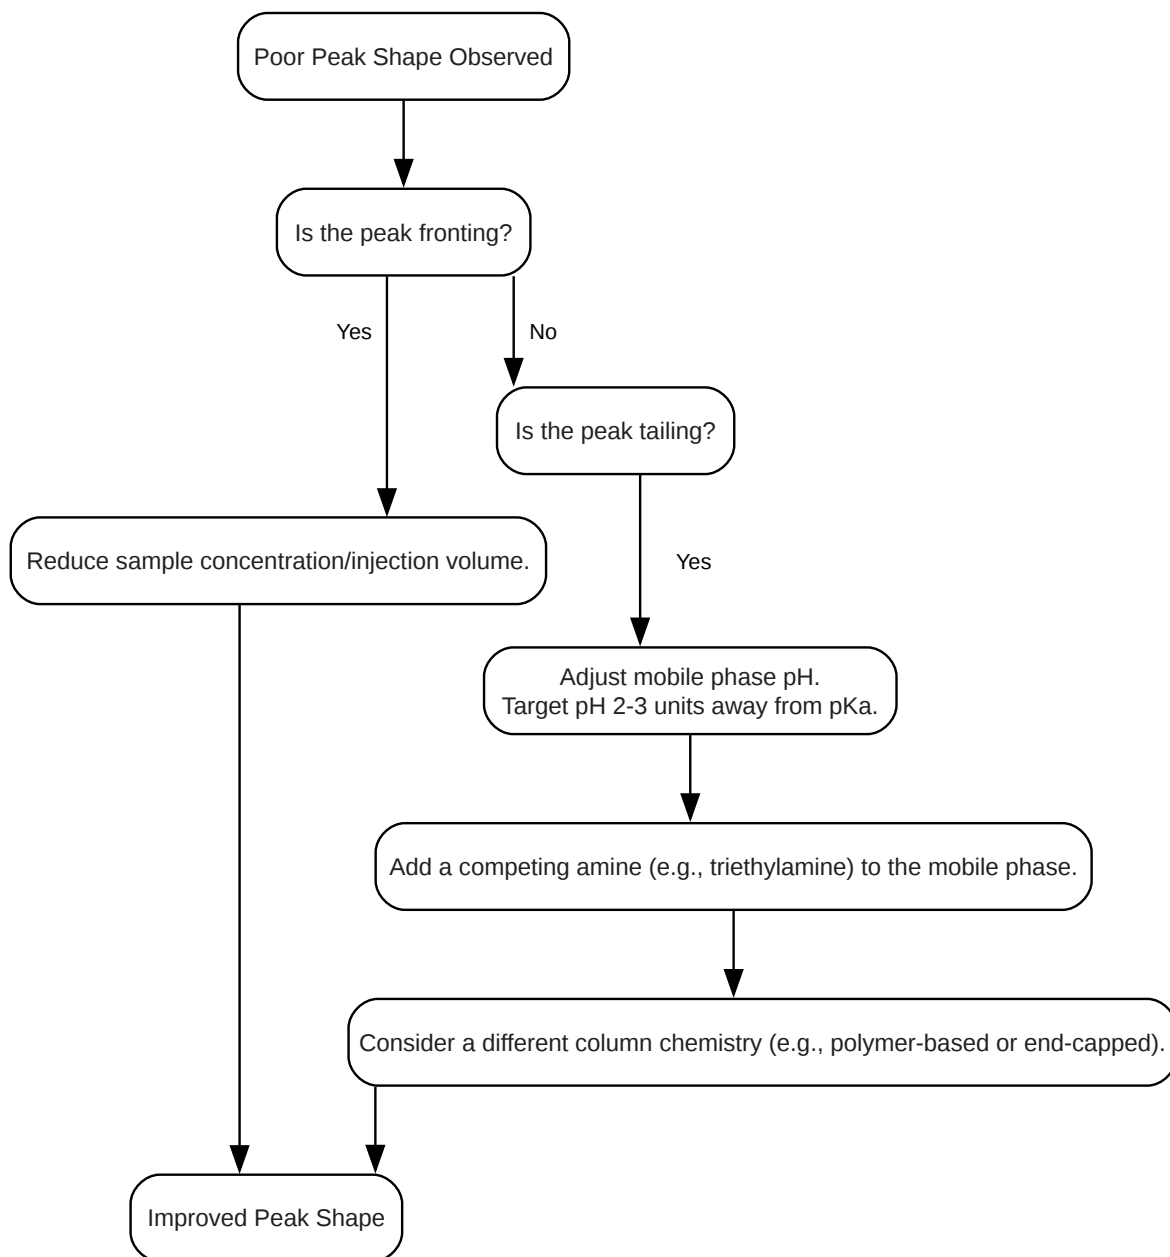 Poor Peak Shape Observed
Is the peak fronting?
Yes
No
Is the peak tailing?
Reduce sample concentration/injection volume.
Yes
Adjust mobile phase pH.
Target pH 2-3 units away from pKa.
Add a competing amine (e.g., triethylamine) to the mobile phase.
Consider a different column chemistry (e.g., polymer-based or end-capped).
Improved Peak Shape